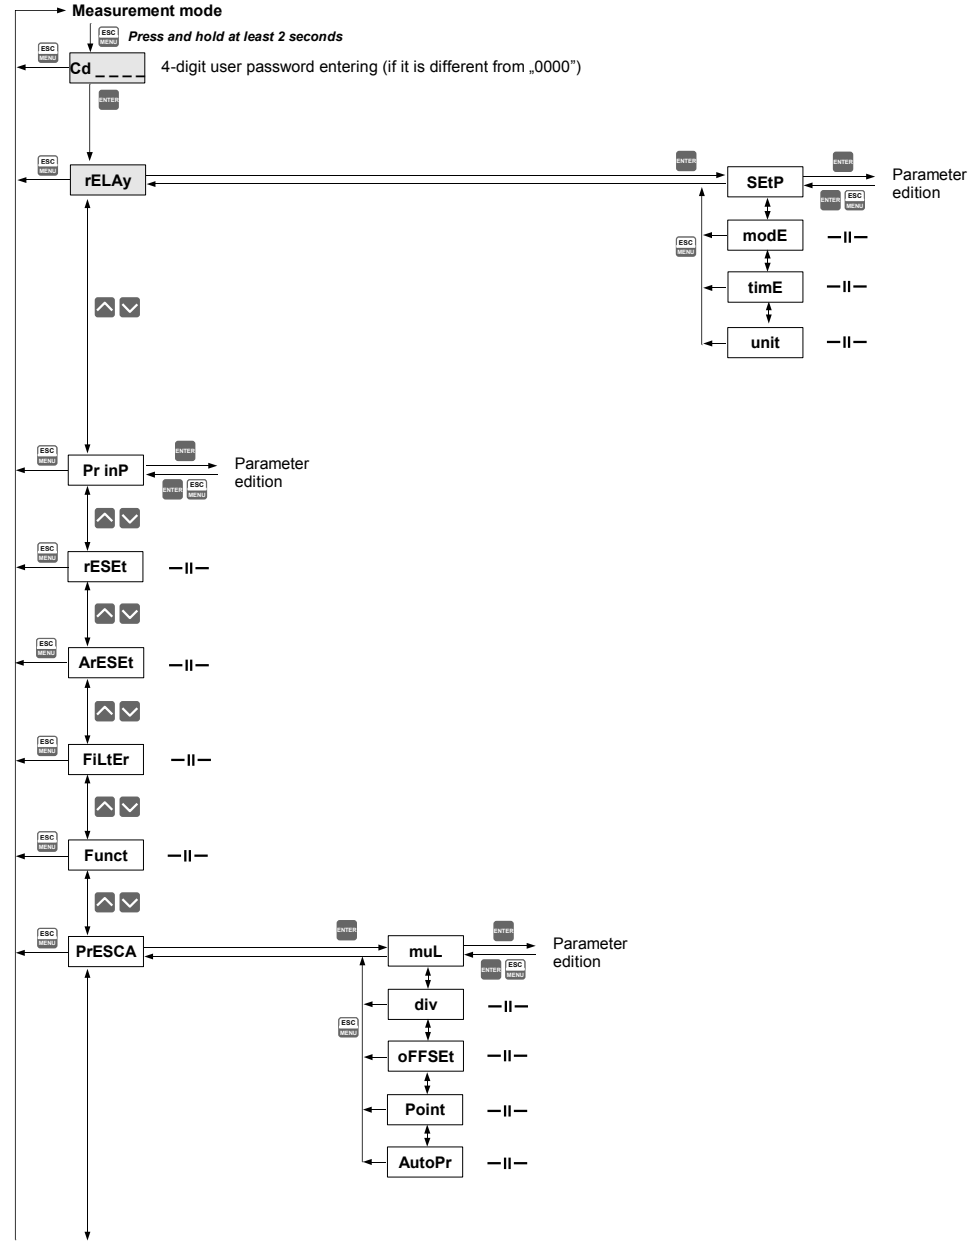 Measurement mode
ESC
MENU
Press and hold at least 2 seconds
ESC
MENU
Cd _ _ _ _
4-digit user password entering (if it is different from „0000”)
ENTER
ESC
MENU
rELAy
ENTER
SEtP
ENTER
ENTER
ESC
MENU
Parameter
edition
ESC
MENU
modE
—II—
timE
—II—
unit
—II—
ESC
MENU
Pr inP
ENTER
ENTER
ESC
MENU
Parameter
edition
ESC
MENU
rESEt
—II—
ESC
MENU
ArESEt
—II—
ESC
MENU
FiLtEr
—II—
ESC
MENU
Funct
—II—
ESC
MENU
PrESCA
ENTER
muL
ENTER
ENTER
ESC
MENU
Parameter
edition
ESC
MENU
div
—II—
oFFSEt
—II—
Point
—II—
AutoPr
—II—